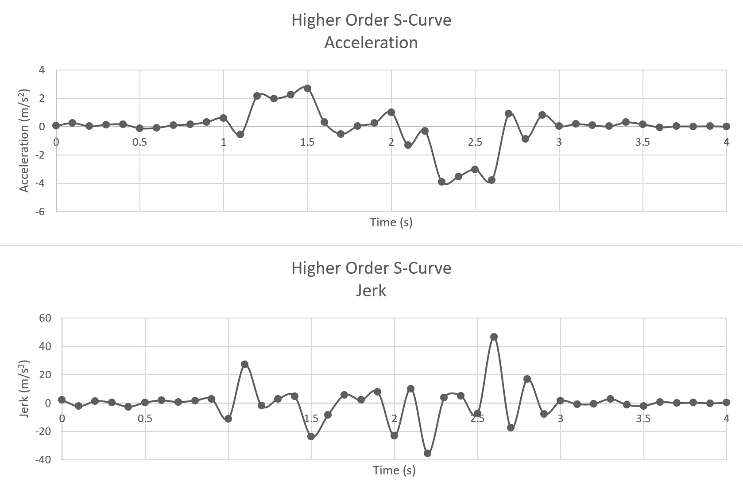 Higher Order S-Curve
Acceleration
4
2
0
-2
-4
-6
0 0.5 1 1.5 2 2.5 3 3.5 4
Acceleration (m/s²)
Time (s)
Higher Order S-Curve
Jerk
60
40
20
0
-20
-40
0 0.5 1 1.5 2 2.5 3 3.5 4
Jerk (m/s³)
Time (s)